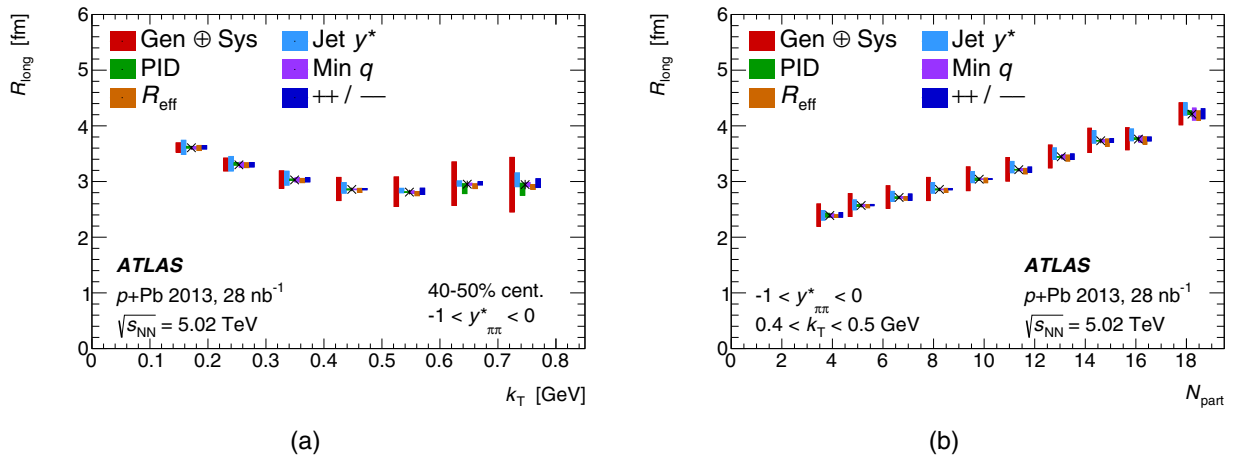 R_long [fm]
6
5
4
3
2
1
0
Gen ⊕ Sys
PID
R_eff
Jet y*
Min q
++ / −−
ATLAS
p+Pb 2013, 28 nb⁻¹
√s_NN = 5.02 TeV
40-50% cent.
-1 < y*_ππ < 0
0 0.1 0.2 0.3 0.4 0.5 0.6 0.7 0.8
k_T [GeV]
(a)
R_long [fm]
6
5
4
3
2
1
0
Gen ⊕ Sys
PID
R_eff
Jet y*
Min q
++ / −−
-1 < y*_ππ < 0
0.4 < k_T < 0.5 GeV
ATLAS
p+Pb 2013, 28 nb⁻¹
√s_NN = 5.02 TeV
0 2 4 6 8 10 12 14 16 18
N_part
(b)